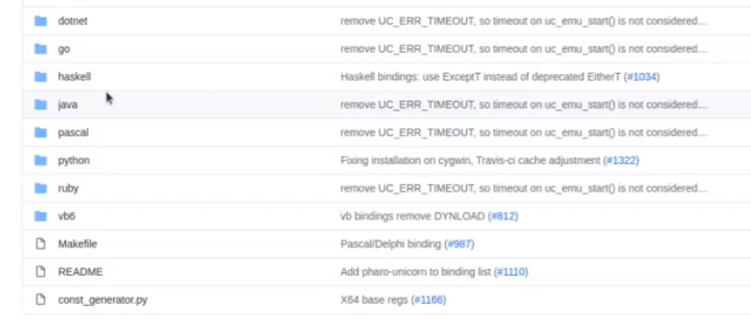 dotnet remove UC_ERR_TIMEOUT, so timeout on uc_emu_start() is not considered…
go remove UC_ERR_TIMEOUT, so timeout on uc_emu_start() is not considered…
haskell Haskell bindings: use ExceptT instead of deprecated EitherT (#1034)
java remove UC_ERR_TIMEOUT, so timeout on uc_emu_start() is not considered…
pascal remove UC_ERR_TIMEOUT, so timeout on uc_emu_start() is not considered…
python Fixing installation on cygwin, Travis-ci cache adjustment (#1322)
ruby remove UC_ERR_TIMEOUT, so timeout on uc_emu_start() is not considered…
vb6 vb bindings remove DYNLOAD (#812)
Makefile Pascal/Delphi binding (#987)
README Add pharo-unicorn to binding list (#1110)
const_generator.py X64 base regs (#1166)